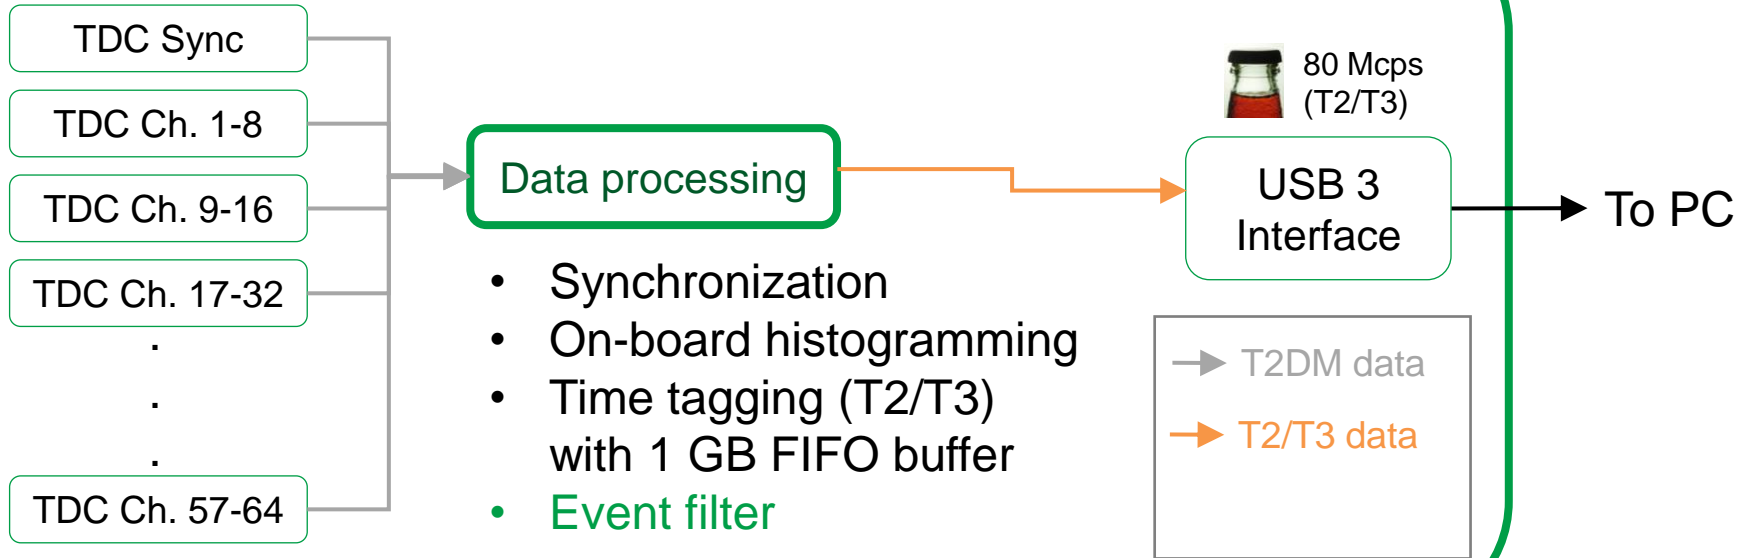 TDC Sync
TDC Ch. 1-8
TDC Ch. 9-16
TDC Ch. 17-32
.
.
.
TDC Ch. 57-64
Data processing
• Synchronization
• On-board histogramming
• Time tagging (T2/T3)
with 1 GB FIFO buffer
• Event filter
80 Mcps
(T2/T3)
USB 3
Interface
To PC
T2DM data
T2/T3 data